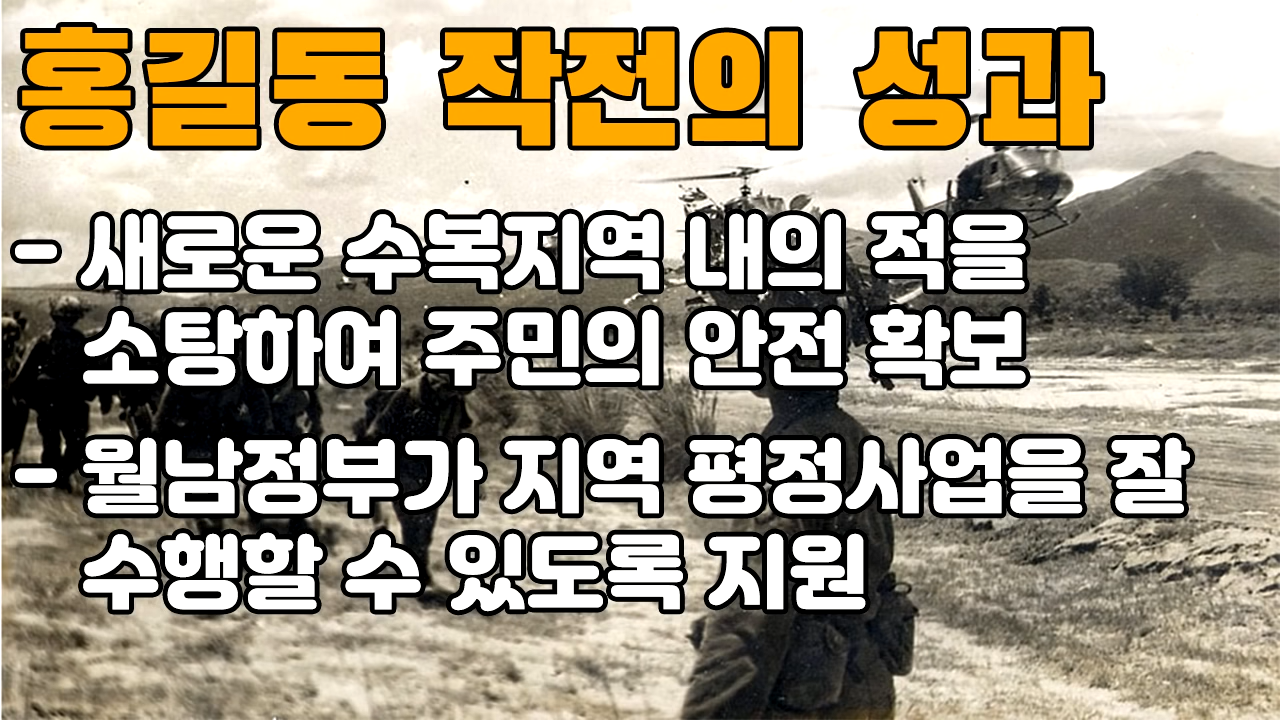 홍길동 작전의 성과
- 새로운 수복지역 내의 적을
소탕하여 주민의 안전 확보
- 월남정부가 지역 평정사업을 잘
수행할 수 있도록 지원